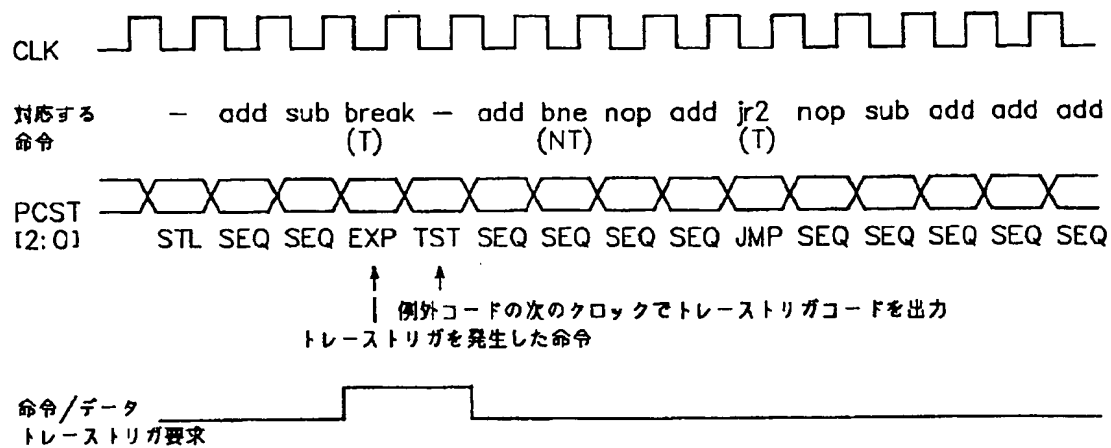 CLK
対応する命令
— add sub break — add bne nop add jr2 nop sub add add add
(T) (NT) (T)
PCST [2:0]
STL SEQ SEQ EXP TST SEQ SEQ SEQ SEQ JMP SEQ SEQ SEQ SEQ SEQ
例外コードの次のクロックでトレーストリガコードを出力
トレーストリガを発生した命令
命令/データ
トレーストリガ要求